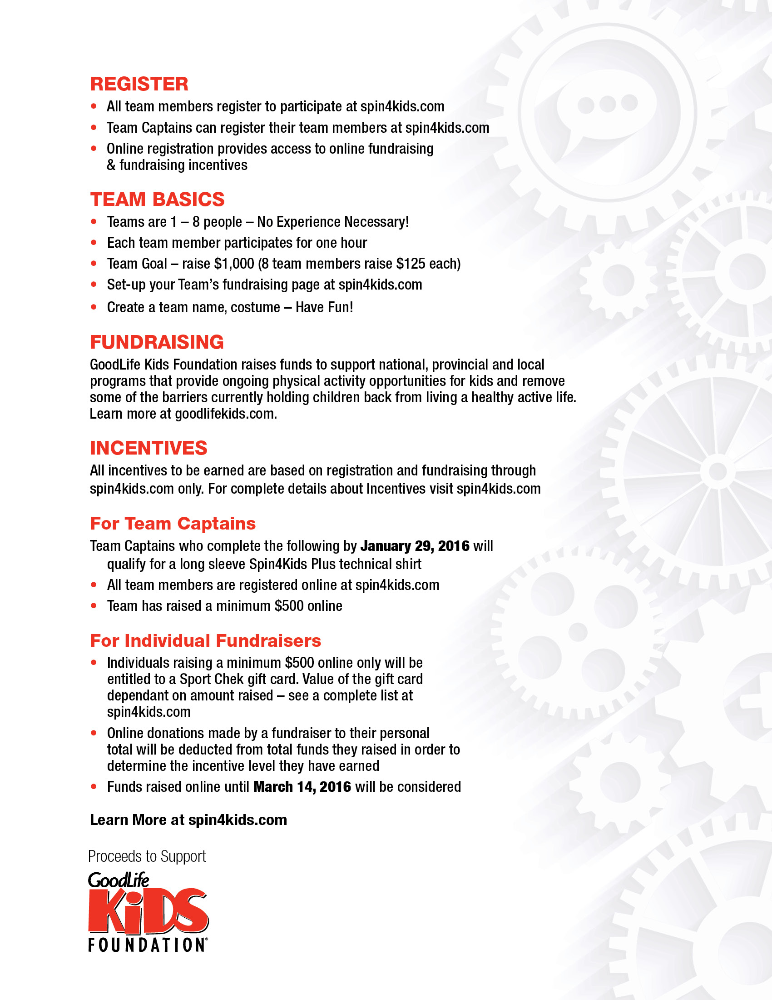 REGISTER
• All team members register to participate at spin4kids.com
• Team Captains can register their team members at spin4kids.com
• Online registration provides access to online fundraising
& fundraising incentives
TEAM BASICS
• Teams are 1 – 8 people – No Experience Necessary!
• Each team member participates for one hour
• Team Goal – raise $1,000 (8 team members raise $125 each)
• Set-up your Team’s fundraising page at spin4kids.com
• Create a team name, costume – Have Fun!
FUNDRAISING
GoodLife Kids Foundation raises funds to support national, provincial and local
programs that provide ongoing physical activity opportunities for kids and remove
some of the barriers currently holding children back from living a healthy active life.
Learn more at goodlifekids.com.
INCENTIVES
All incentives to be earned are based on registration and fundraising through
spin4kids.com only. For complete details about Incentives visit spin4kids.com
For Team Captains
Team Captains who complete the following by January 29, 2016 will
qualify for a long sleeve Spin4Kids Plus technical shirt
• All team members are registered online at spin4kids.com
• Team has raised a minimum $500 online
For Individual Fundraisers
• Individuals raising a minimum $500 online only will be
entitled to a Sport Chek gift card. Value of the gift card
dependant on amount raised – see a complete list at
spin4kids.com
• Online donations made by a fundraiser to their personal
total will be deducted from total funds they raised in order to
determine the incentive level they have earned
• Funds raised online until March 14, 2016 will be considered
Learn More at spin4kids.com
Proceeds to Support
GoodLife
KiDS
FOUNDATION®